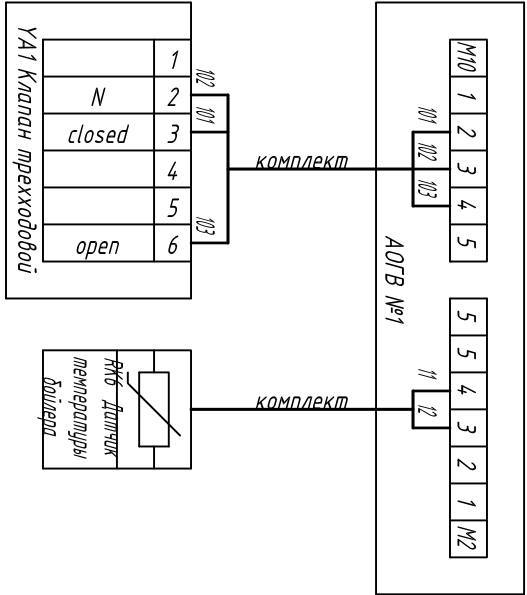 YA1 Клапан трехходовой
1
N 2
closed 3
4
5
open 6
102
101
103
комплект
101
102
103
M10
1
2
3
4
5
АОГВ №1
RK6 Датчик
температуры
бойлера
комплект
11
12
5
5
4
3
2
1
M2